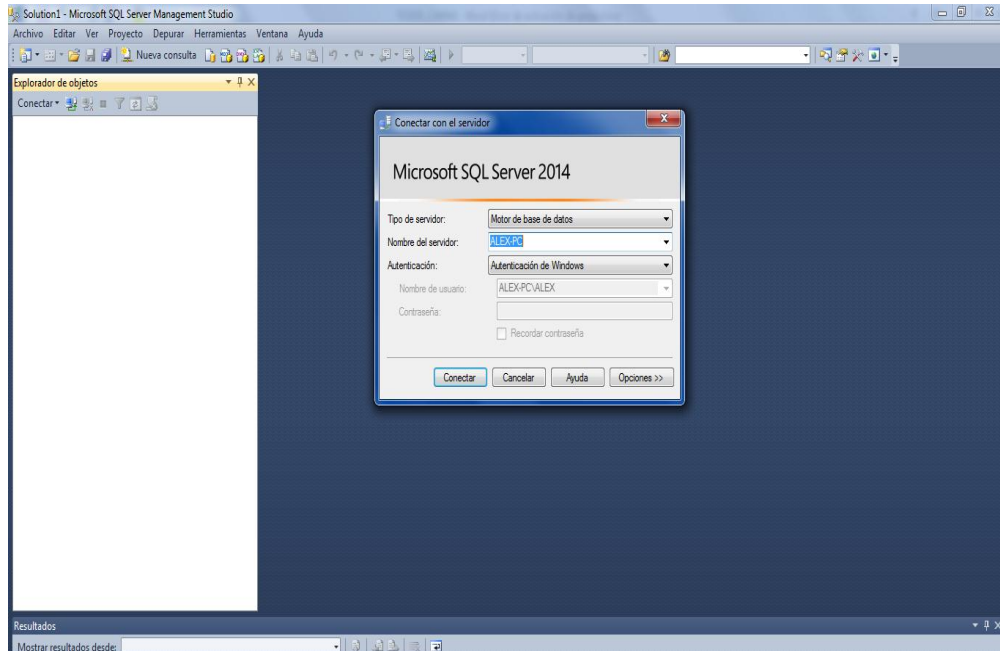 Solution1 - Microsoft SQL Server Management Studio
Archivo Editar Ver Proyecto Depurar Herramientas Ventana Ayuda
Nueva consulta
Explorador de objetos
Conectar
Conectar con el servidor
Microsoft SQL Server 2014
Tipo de servidor: Motor de base de datos
Nombre del servidor: ALEX-PC
Autenticación: Autenticación de Windows
Nombre de usuario: ALEX-PC\ALEX
Contraseña:
Recordar contraseña
Conectar Cancelar Ayuda Opciones >>
Resultados
Mostrar resultados desde: